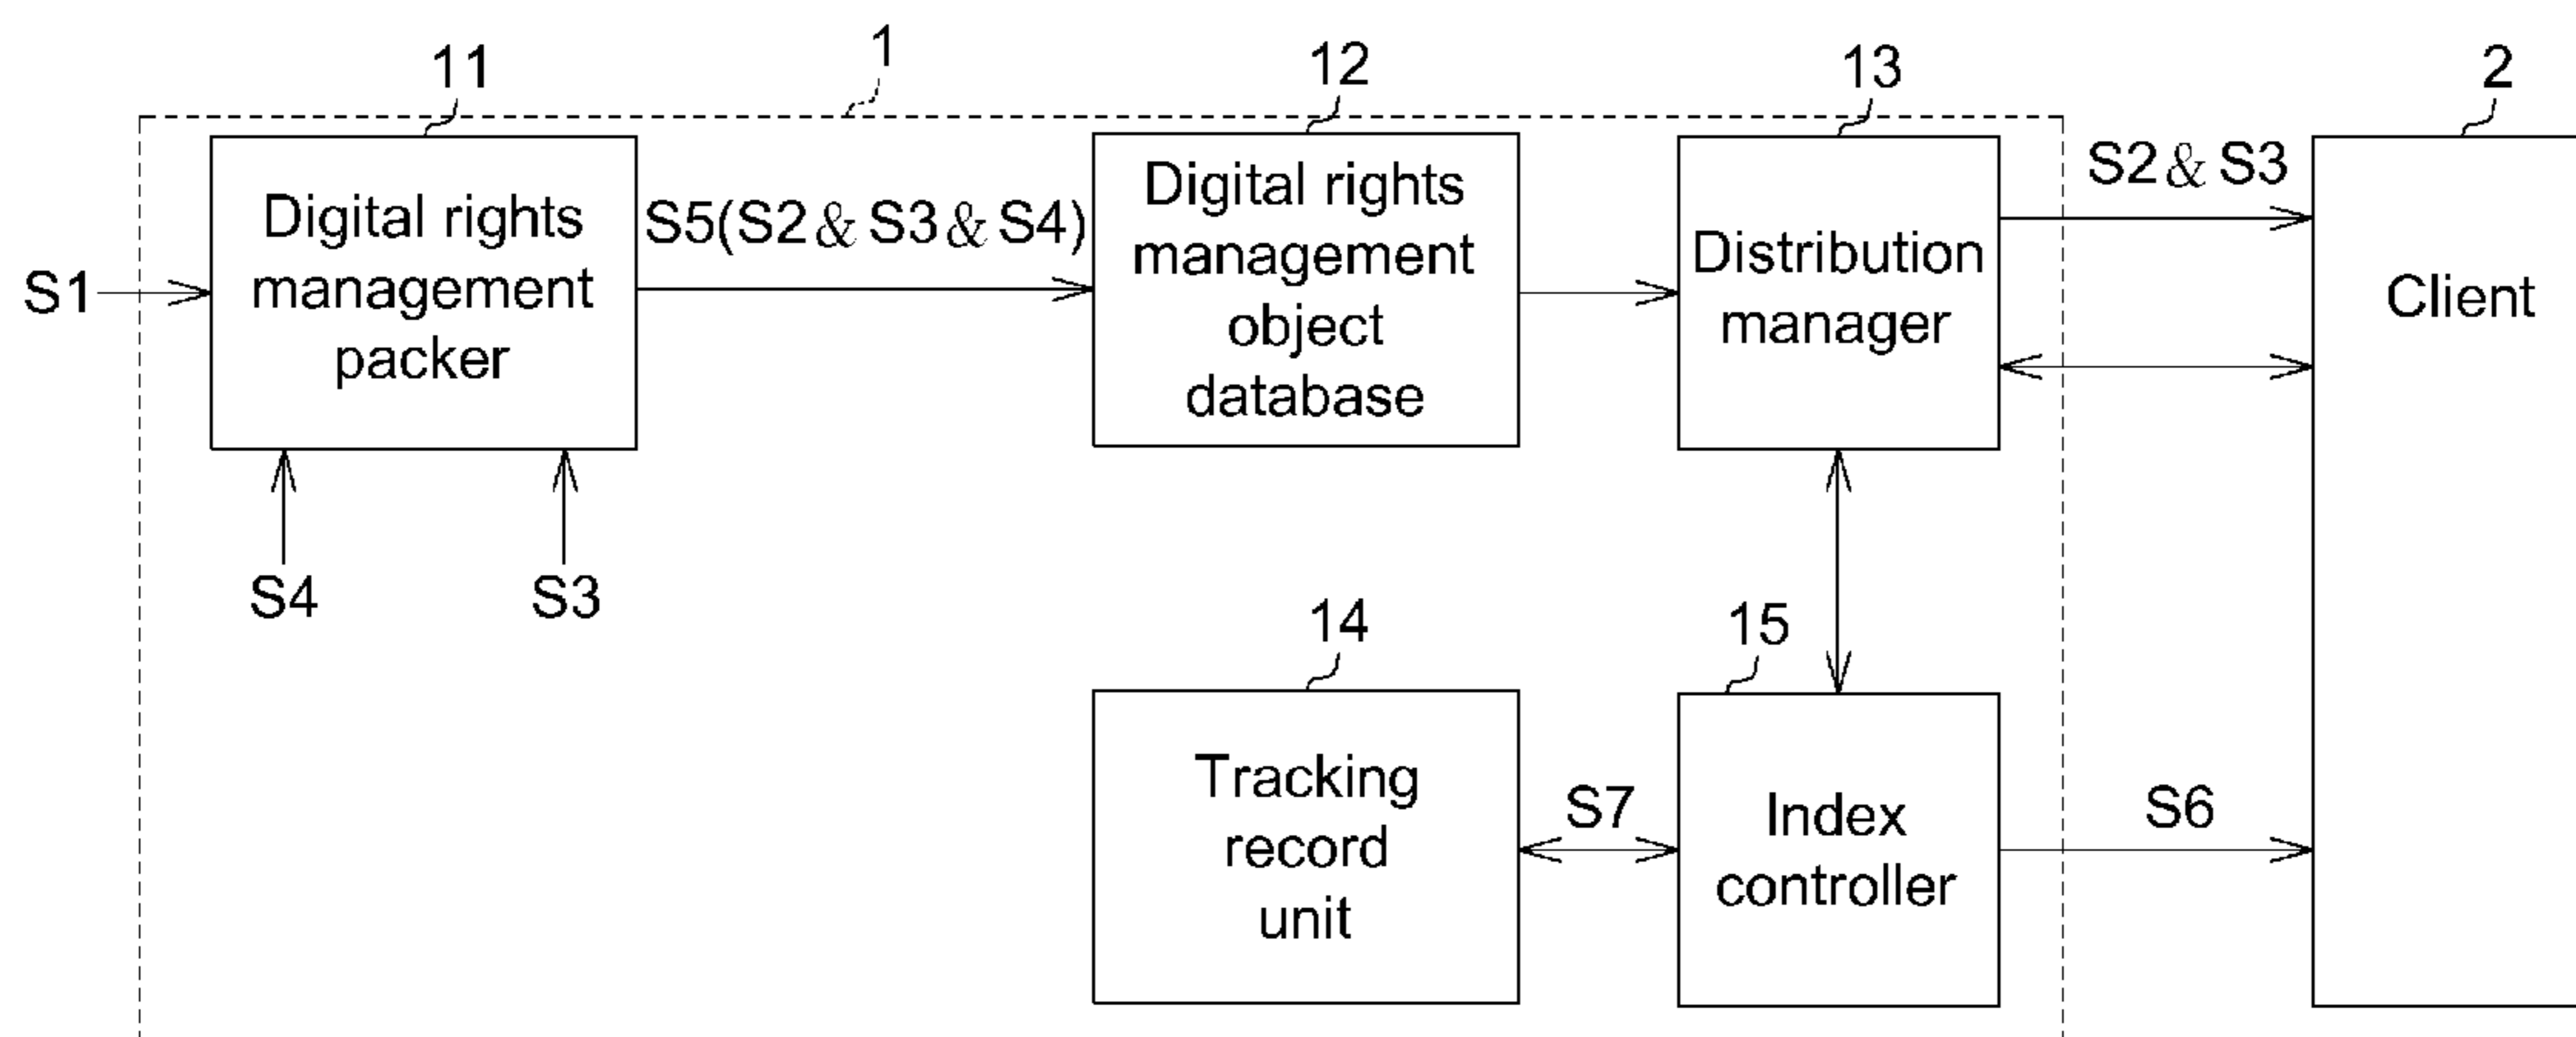 1
11
12
13
2
Digital rights
management
packer
S5(S2 & S3 & S4)
Digital rights
management
object
database
Distribution
manager
S2 & S3
Client
S1
S4
S3
14
15
Tracking
record
unit
S7
Index
controller
S6